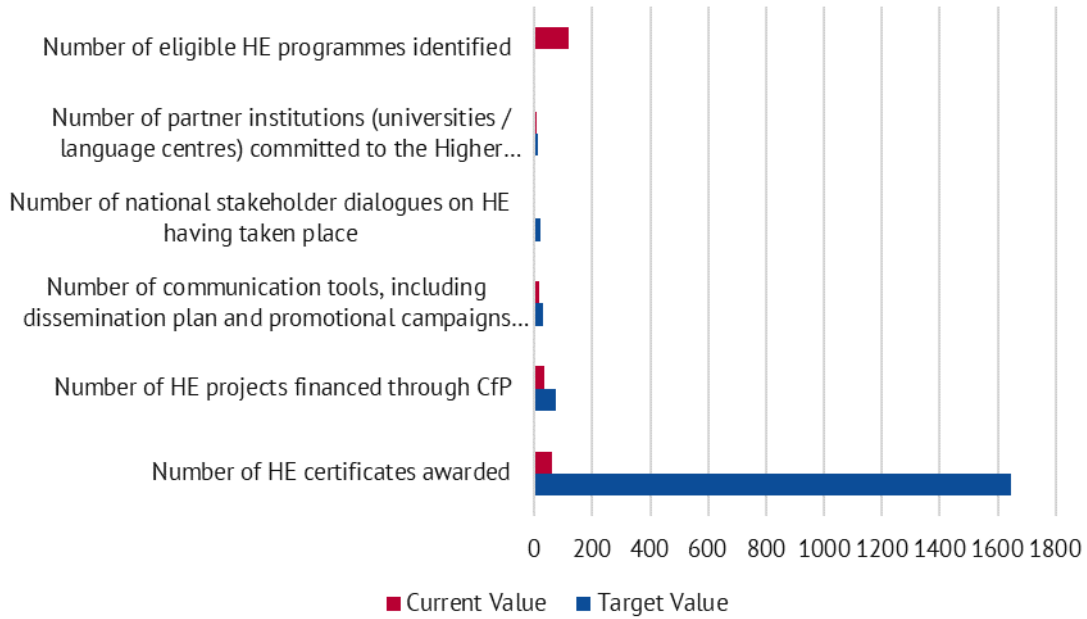 Number of eligible HE programmes identified
Number of partner institutions (universities /
language centres) committed to the Higher...
Number of national stakeholder dialogues on HE
having taken place
Number of communication tools, including
dissemination plan and promotional campaigns...
Number of HE projects financed through CfP
Number of HE certificates awarded
0 200 400 600 800 1000 1200 1400 1600 1800
Current Value Target Value